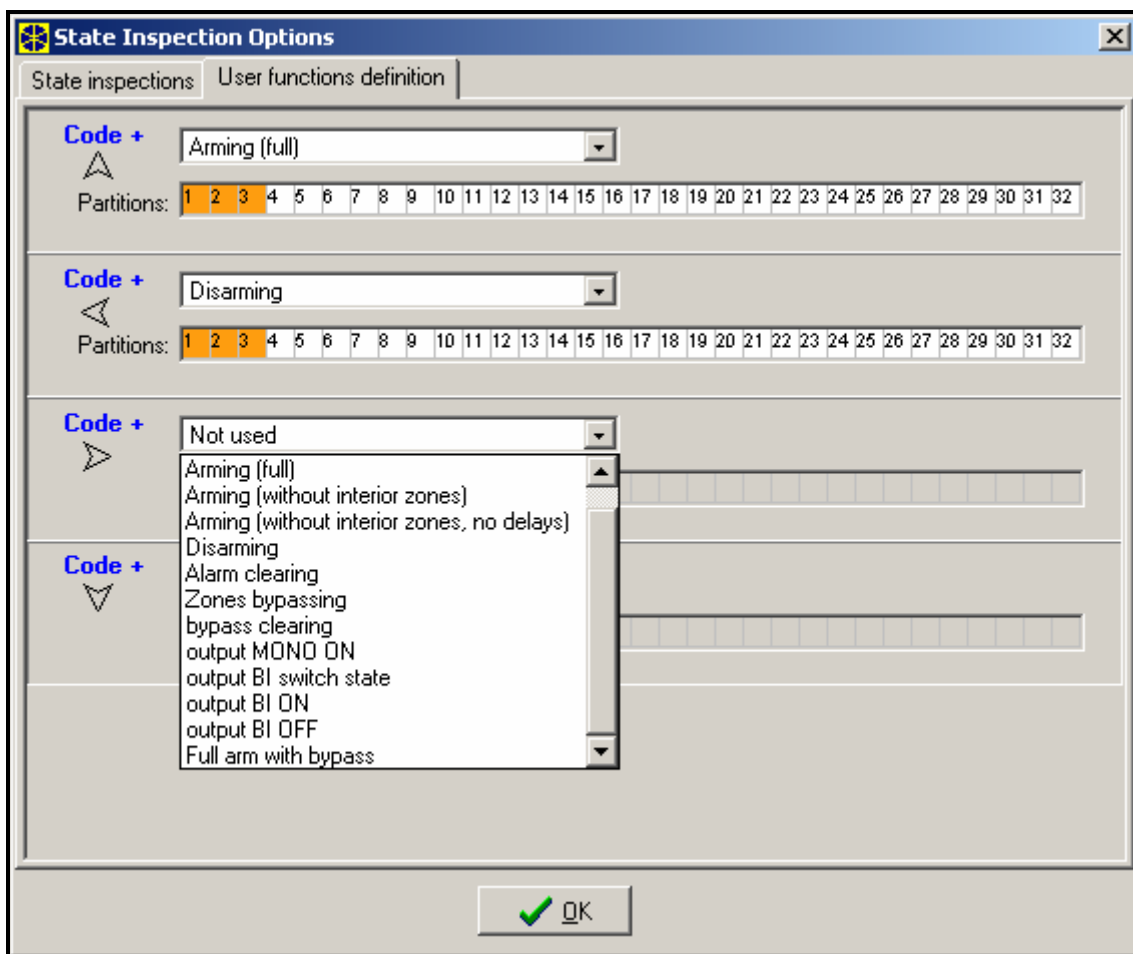 State Inspection Options
State inspections User functions definition
Code +
Arming (full)
Partitions: 1 2 3 4 5 6 7 8 9 10 11 12 13 14 15 16 17 18 19 20 21 22 23 24 25 26 27 28 29 30 31 32
Code +
Disarming
Partitions: 1 2 3 4 5 6 7 8 9 10 11 12 13 14 15 16 17 18 19 20 21 22 23 24 25 26 27 28 29 30 31 32
Code +
Not used
Arming (full)
Arming (without interior zones)
Arming (without interior zones, no delays)
Disarming
Alarm clearing
Zones bypassing
bypass clearing
output MONO ON
output BI switch state
output BI ON
output BI OFF
Full arm with bypass
Code +
OK